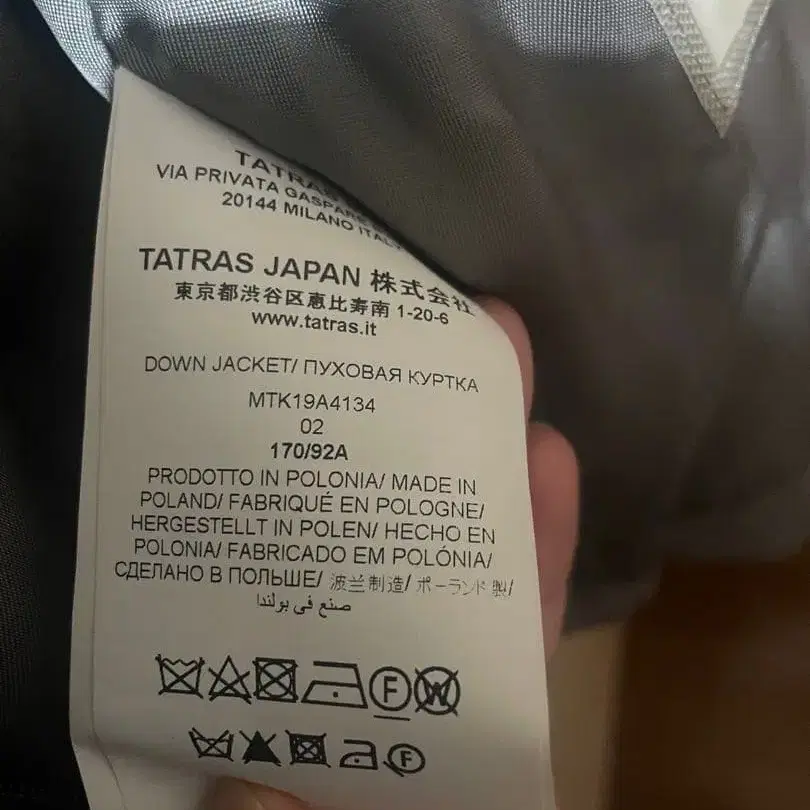 VIA PRIVATA
20144 MILANO ITALY
TATRAS JAPAN 株式会社
東京都渋谷区恵比寿南 1-20-6
www.tatras.it
DOWN JACKET/ ПУХОВАЯ КУРТКА
MTK19A4134
02
170/92A
PRODOTTO IN POLONIA/ MADE IN
POLAND/ FABRIQUÉ EN POLOGNE/
HERGESTELLT IN POLEN/ HECHO EN
POLONIA/ FABRICADO EM POLÓNIA/
СДЕЛАНО В ПОЛЬШЕ/ 波兰制造/ ポーランド 製/
صنع في بولندا
F W
F